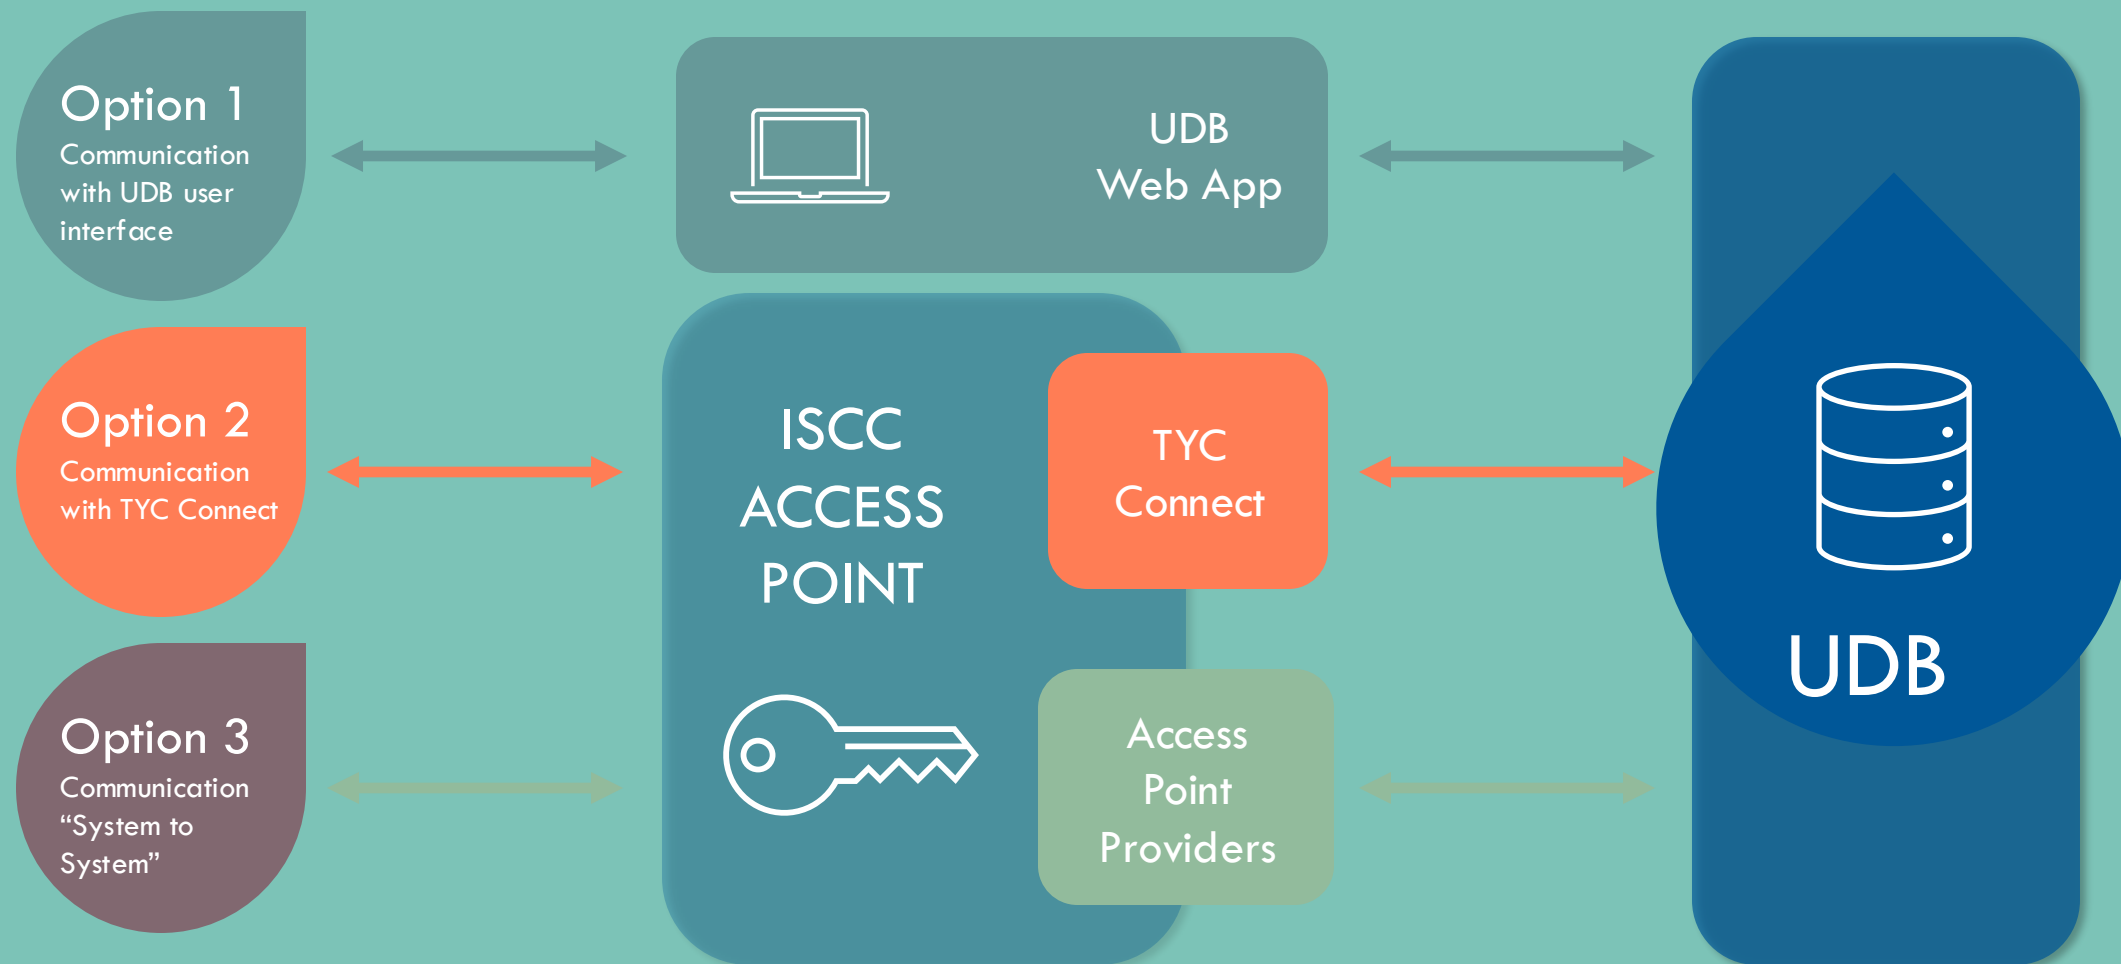 Option 1
Communication
with UDB user
interface
UDB
Web App
Option 2
Communication
with TYC Connect
ISCC
ACCESS
POINT
TYC
Connect
Option 3
Communication
“System to
System”
Access
Point
Providers
UDB